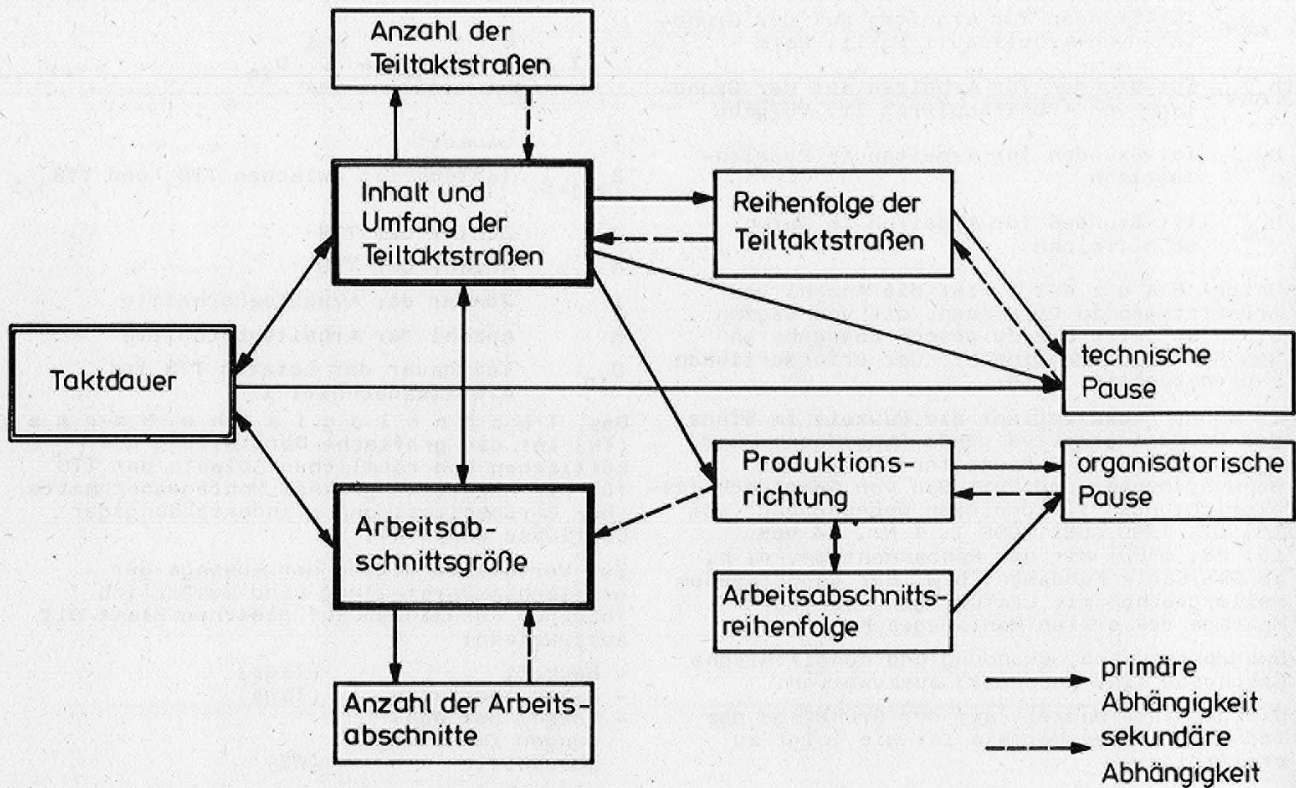 Anzahl der
Teiltaktstraßen
Inhalt und
Umfang der
Teiltaktstraßen
Reihenfolge der
Teiltaktstraßen
Taktdauer
technische
Pause
Produktions-
richtung
organisatorische
Pause
Arbeitsab-
schnittsgröße
Arbeitsabschnitts-
reihenfolge
Anzahl der Arbeits-
abschnitte
primäre
Abhängigkeit
sekundäre
Abhängigkeit